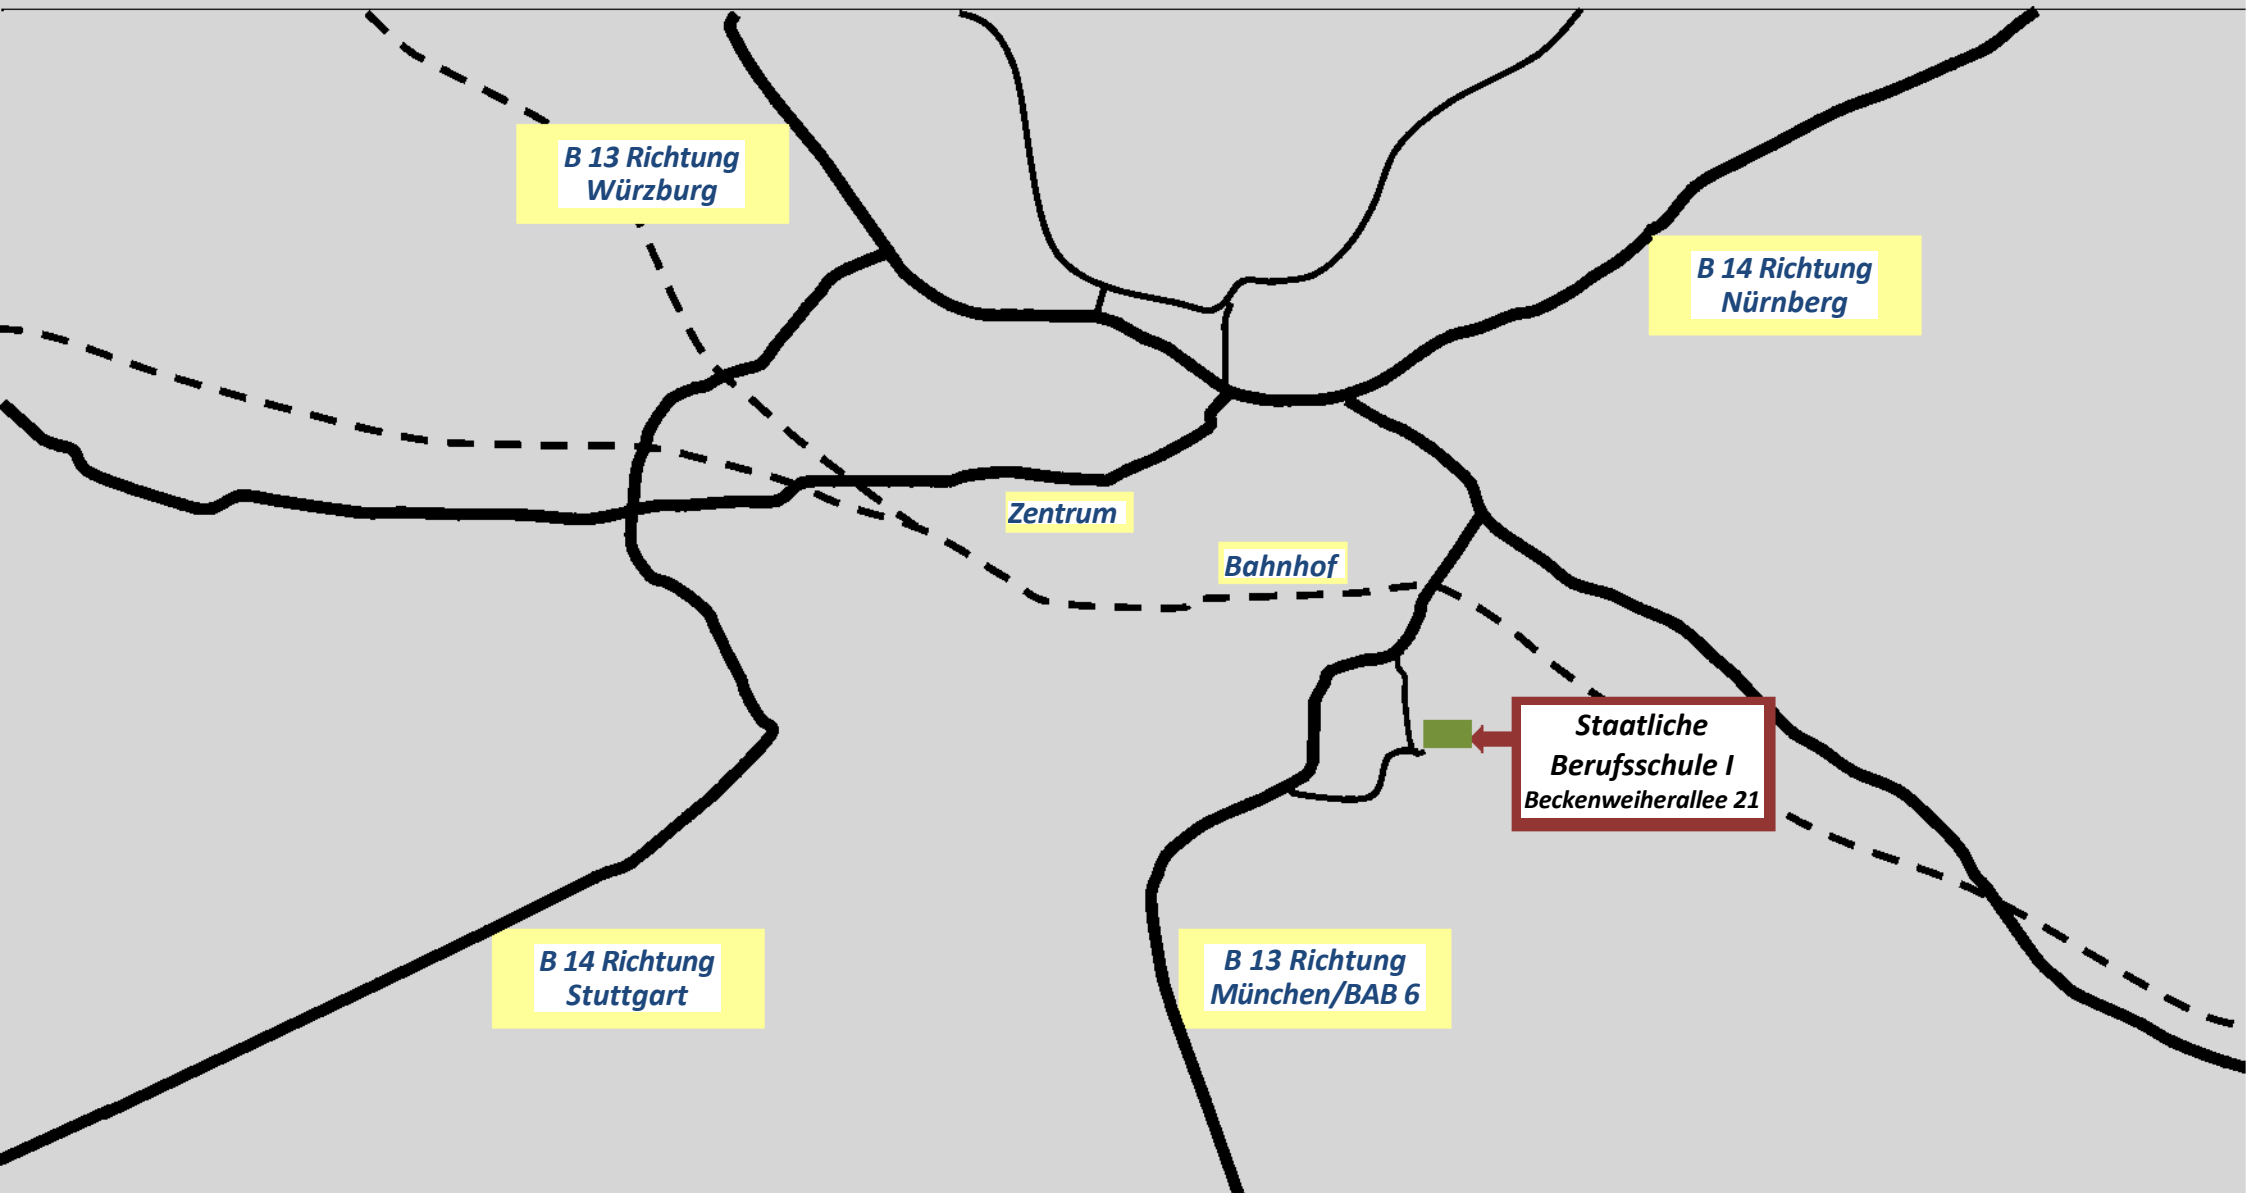 B 13 Richtung
Würzburg
B 14 Richtung
Nürnberg
Zentrum
Bahnhof
Staatliche
Berufsschule I
Beckenweiherallee 21
B 14 Richtung
Stuttgart
B 13 Richtung
München/BAB 6